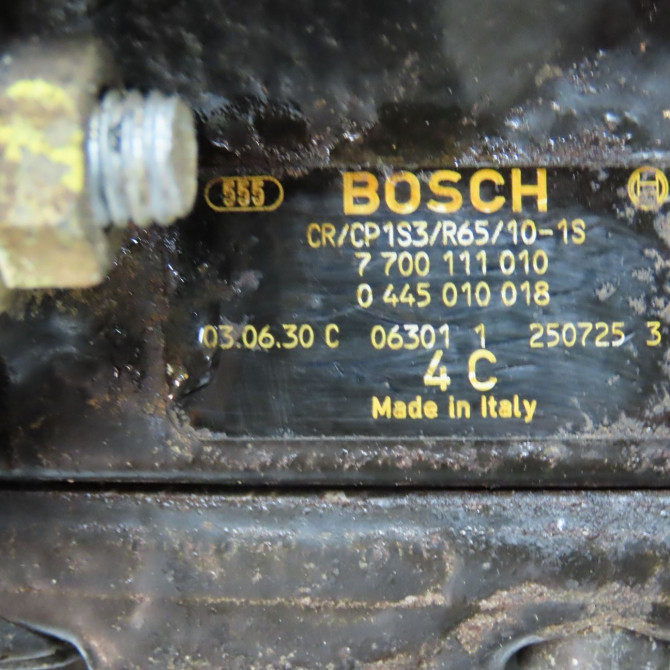 555 BOSCH H
CR/CP1S3/R65/10-1S
7 700 111 010
0 445 010 018
03.06.30 C 06301 1 250725 3
4 C
Made in Italy